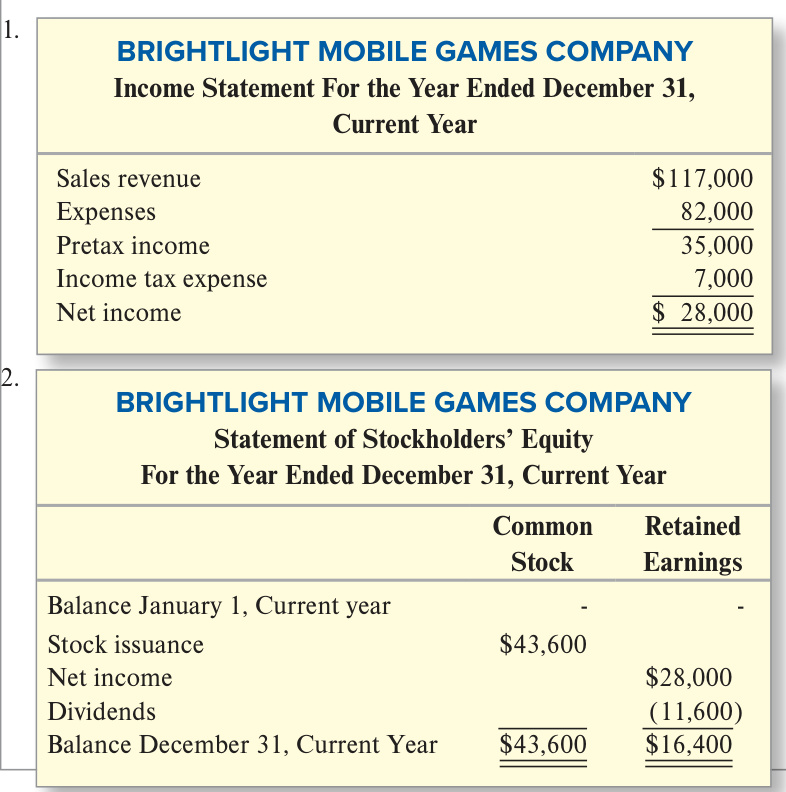 1.
BRIGHTLIGHT MOBILE GAMES COMPANY
Income Statement For the Year Ended December 31,
Current Year
Sales revenue $117,000
Expenses 82,000
Pretax income 35,000
Income tax expense 7,000
Net income $ 28,000
2.
BRIGHTLIGHT MOBILE GAMES COMPANY
Statement of Stockholders’ Equity
For the Year Ended December 31, Current Year
Common Retained
Stock Earnings
Balance January 1, Current year - -
Stock issuance $43,600
Net income $28,000
Dividends (11,600)
Balance December 31, Current Year $43,600 $16,400